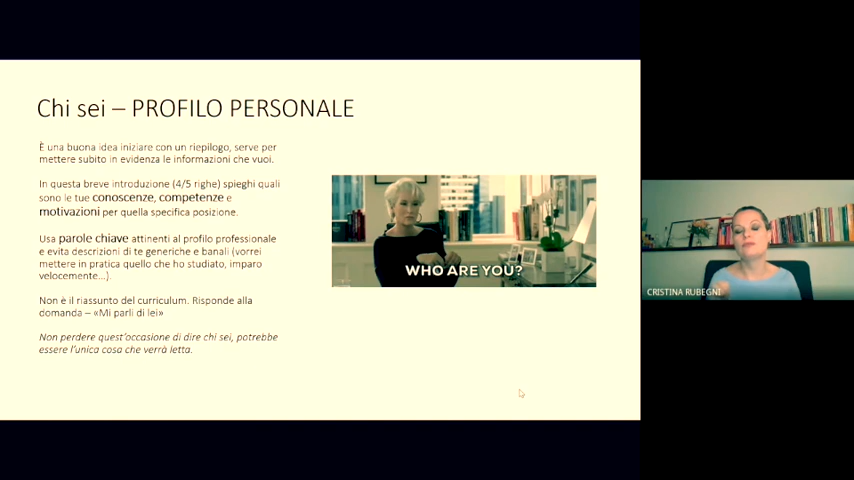 Chi sei – PROFILO PERSONALE
È una buona idea iniziare con un riepilogo, serve per
mettere subito in evidenza le informazioni che vuoi.
In questa breve introduzione (4/5 righe) spieghi quali
sono le tue conoscenze, competenze e
motivazioni per quella specifica posizione.
Usa parole chiave attinenti al profilo professionale
e evita descrizioni di te generiche e banali (vorrei
mettere in pratica quello che ho studiato, imparo
velocemente…).
Non è il riassunto del curriculum. Risponde alla
domanda – «Mi parli di lei»
Non perdere quest’occasione di dire chi sei, potrebbe
essere l’unica cosa che verrà letta.
WHO ARE YOU?
CRISTINA RUBEGNI